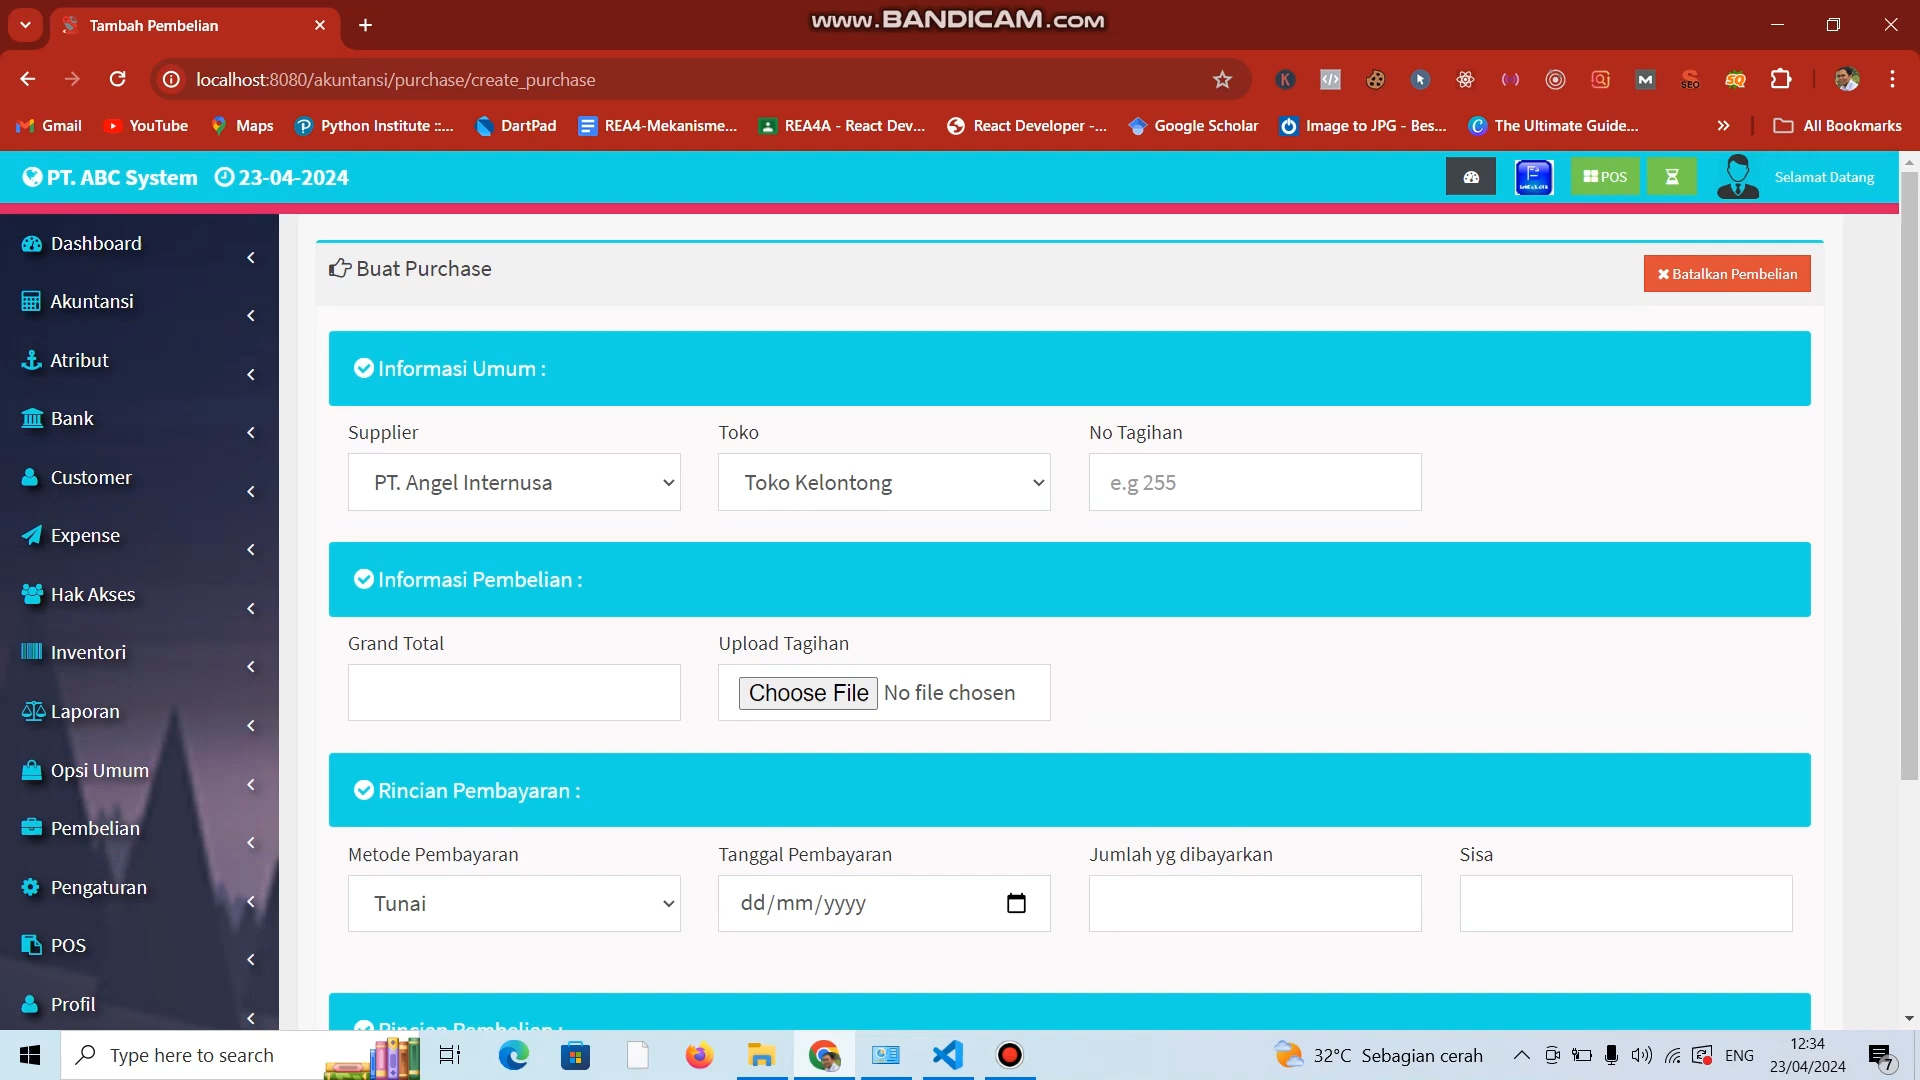 Tambah Pembelian
www.BANDICAM.com
localhost:8080/akuntansi/purchase/create_purchase
Gmail
YouTube
Maps
Python Institute ::...
DartPad
REA4-Mekanisme...
REA4A - React Dev...
React Developer -...
Google Scholar
Image to JPG - Bes...
The Ultimate Guide...
All Bookmarks
PT. ABC System 23-04-2024
POS
Selamat Datang
Dashboard
Akuntansi
Atribut
Bank
Customer
Expense
Hak Akses
Inventori
Laporan
Opsi Umum
Pembelian
Pengaturan
POS
Profil
Buat Purchase
Batalkan Pembelian
Informasi Umum :
Supplier
Toko
No Tagihan
PT. Angel Internusa
Toko Kelontong
e.g 255
Informasi Pembelian :
Grand Total
Upload Tagihan
Choose File No file chosen
Rincian Pembayaran :
Metode Pembayaran
Tanggal Pembayaran
Jumlah yg dibayarkan
Sisa
Tunai
dd/mm/yyyy
Rincian Pembelian :
Type here to search
32°C Sebagian cerah
ENG
12:34
23/04/2024
7